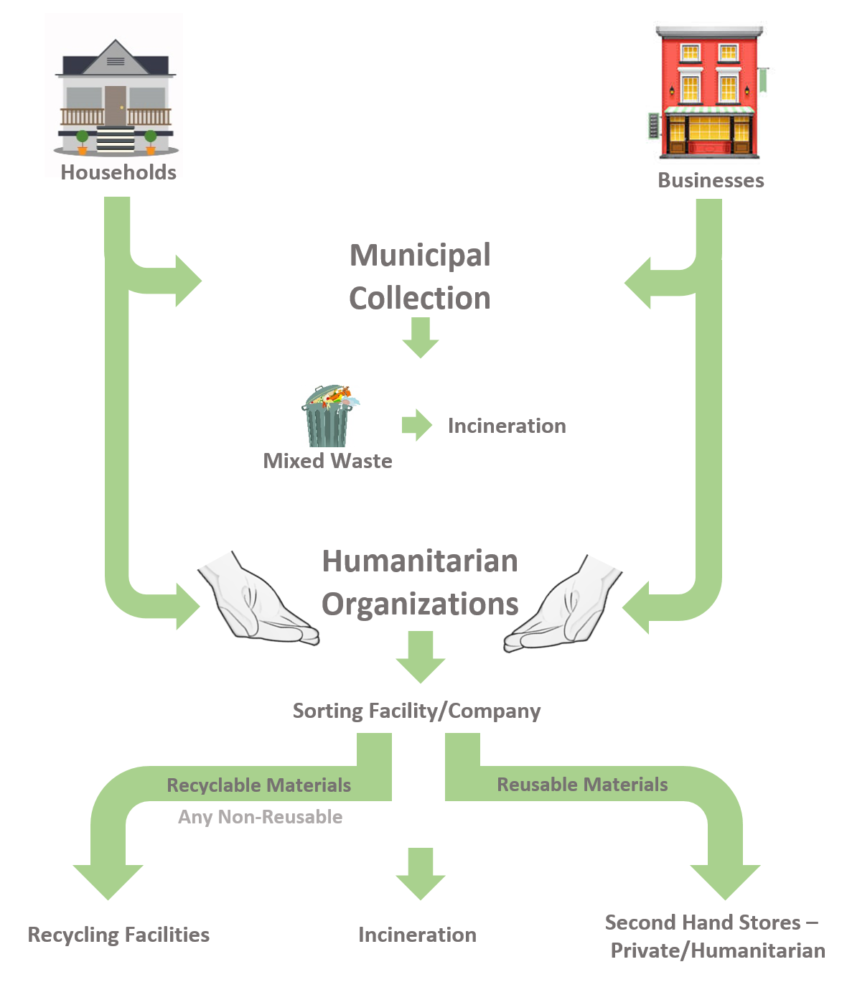 Households
Businesses
Municipal
Collection
Incineration
Mixed Waste
Humanitarian
Organizations
Sorting Facility/Company
Recyclable Materials
Reusable Materials
Any Non-Reusable
Recycling Facilities
Incineration
Second Hand Stores –
Private/Humanitarian